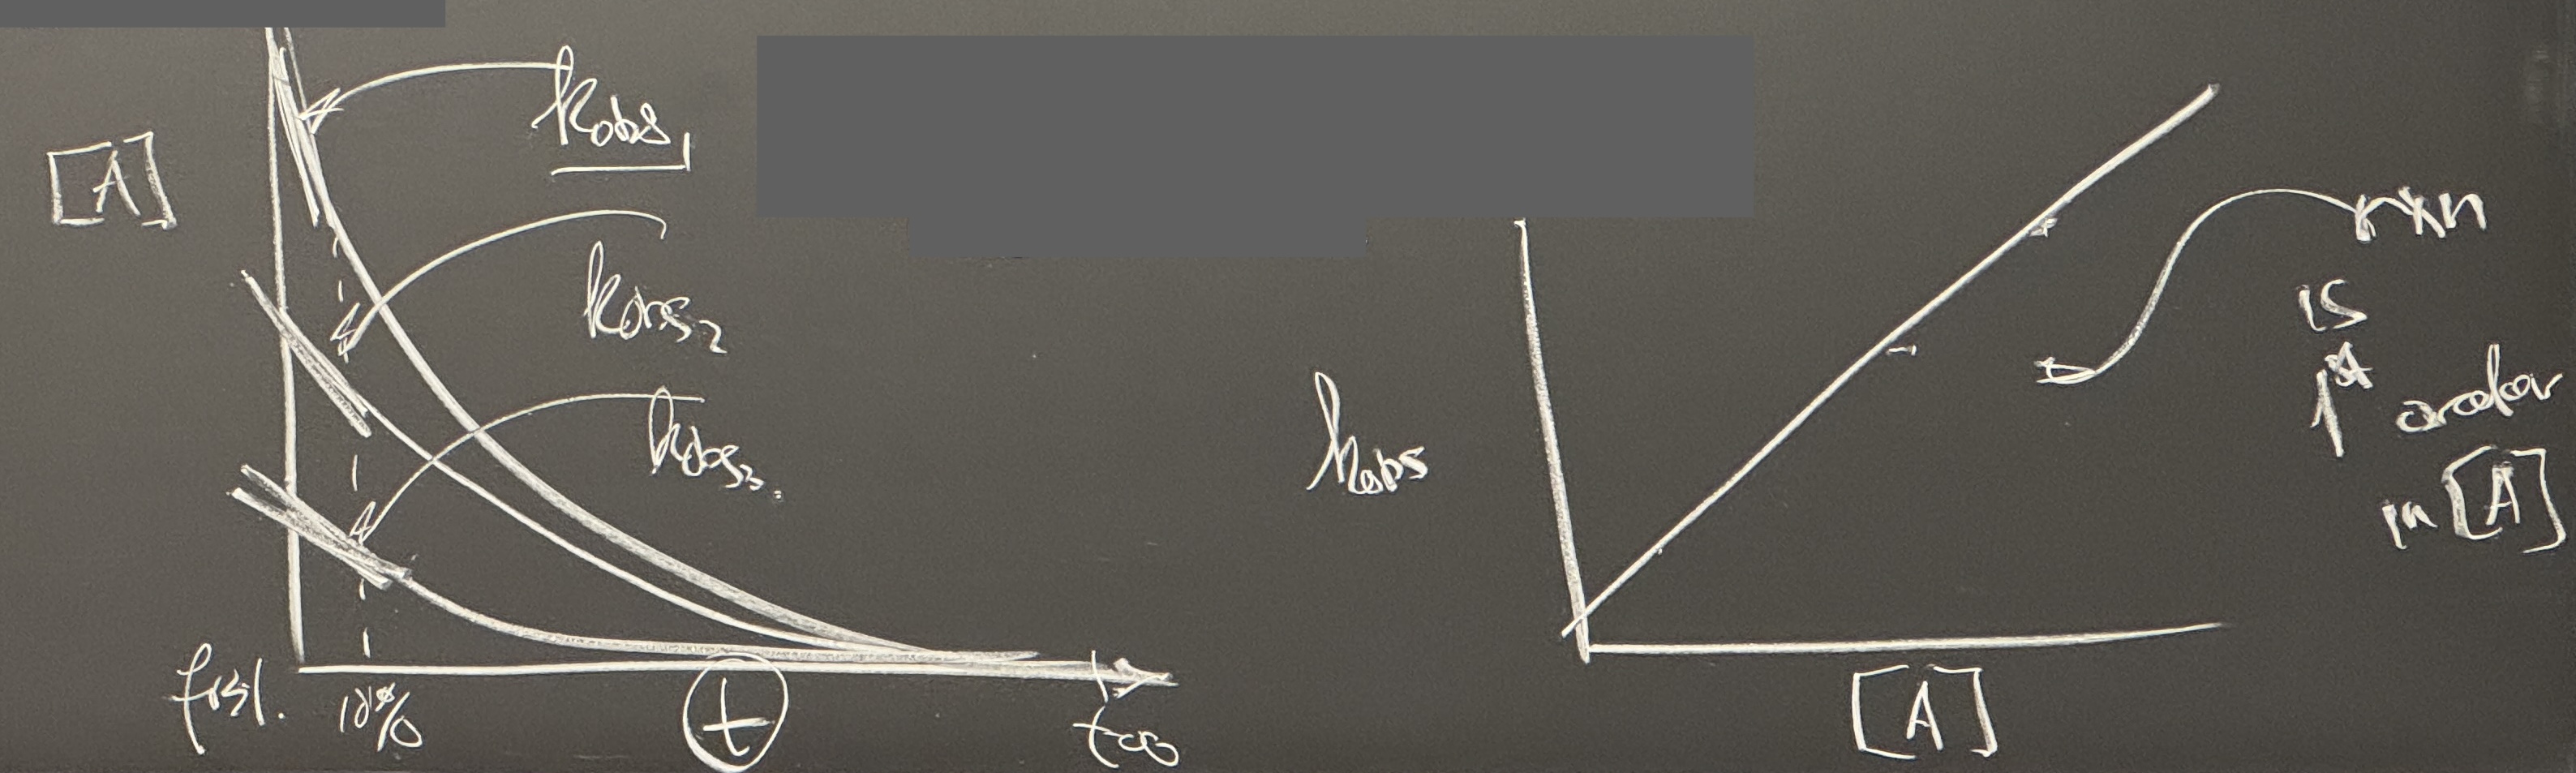 [A]
kobs1
kobs2
kobs3.
10%
t
t∞
kobs
[A]
rxn
is
1st order
in [A]